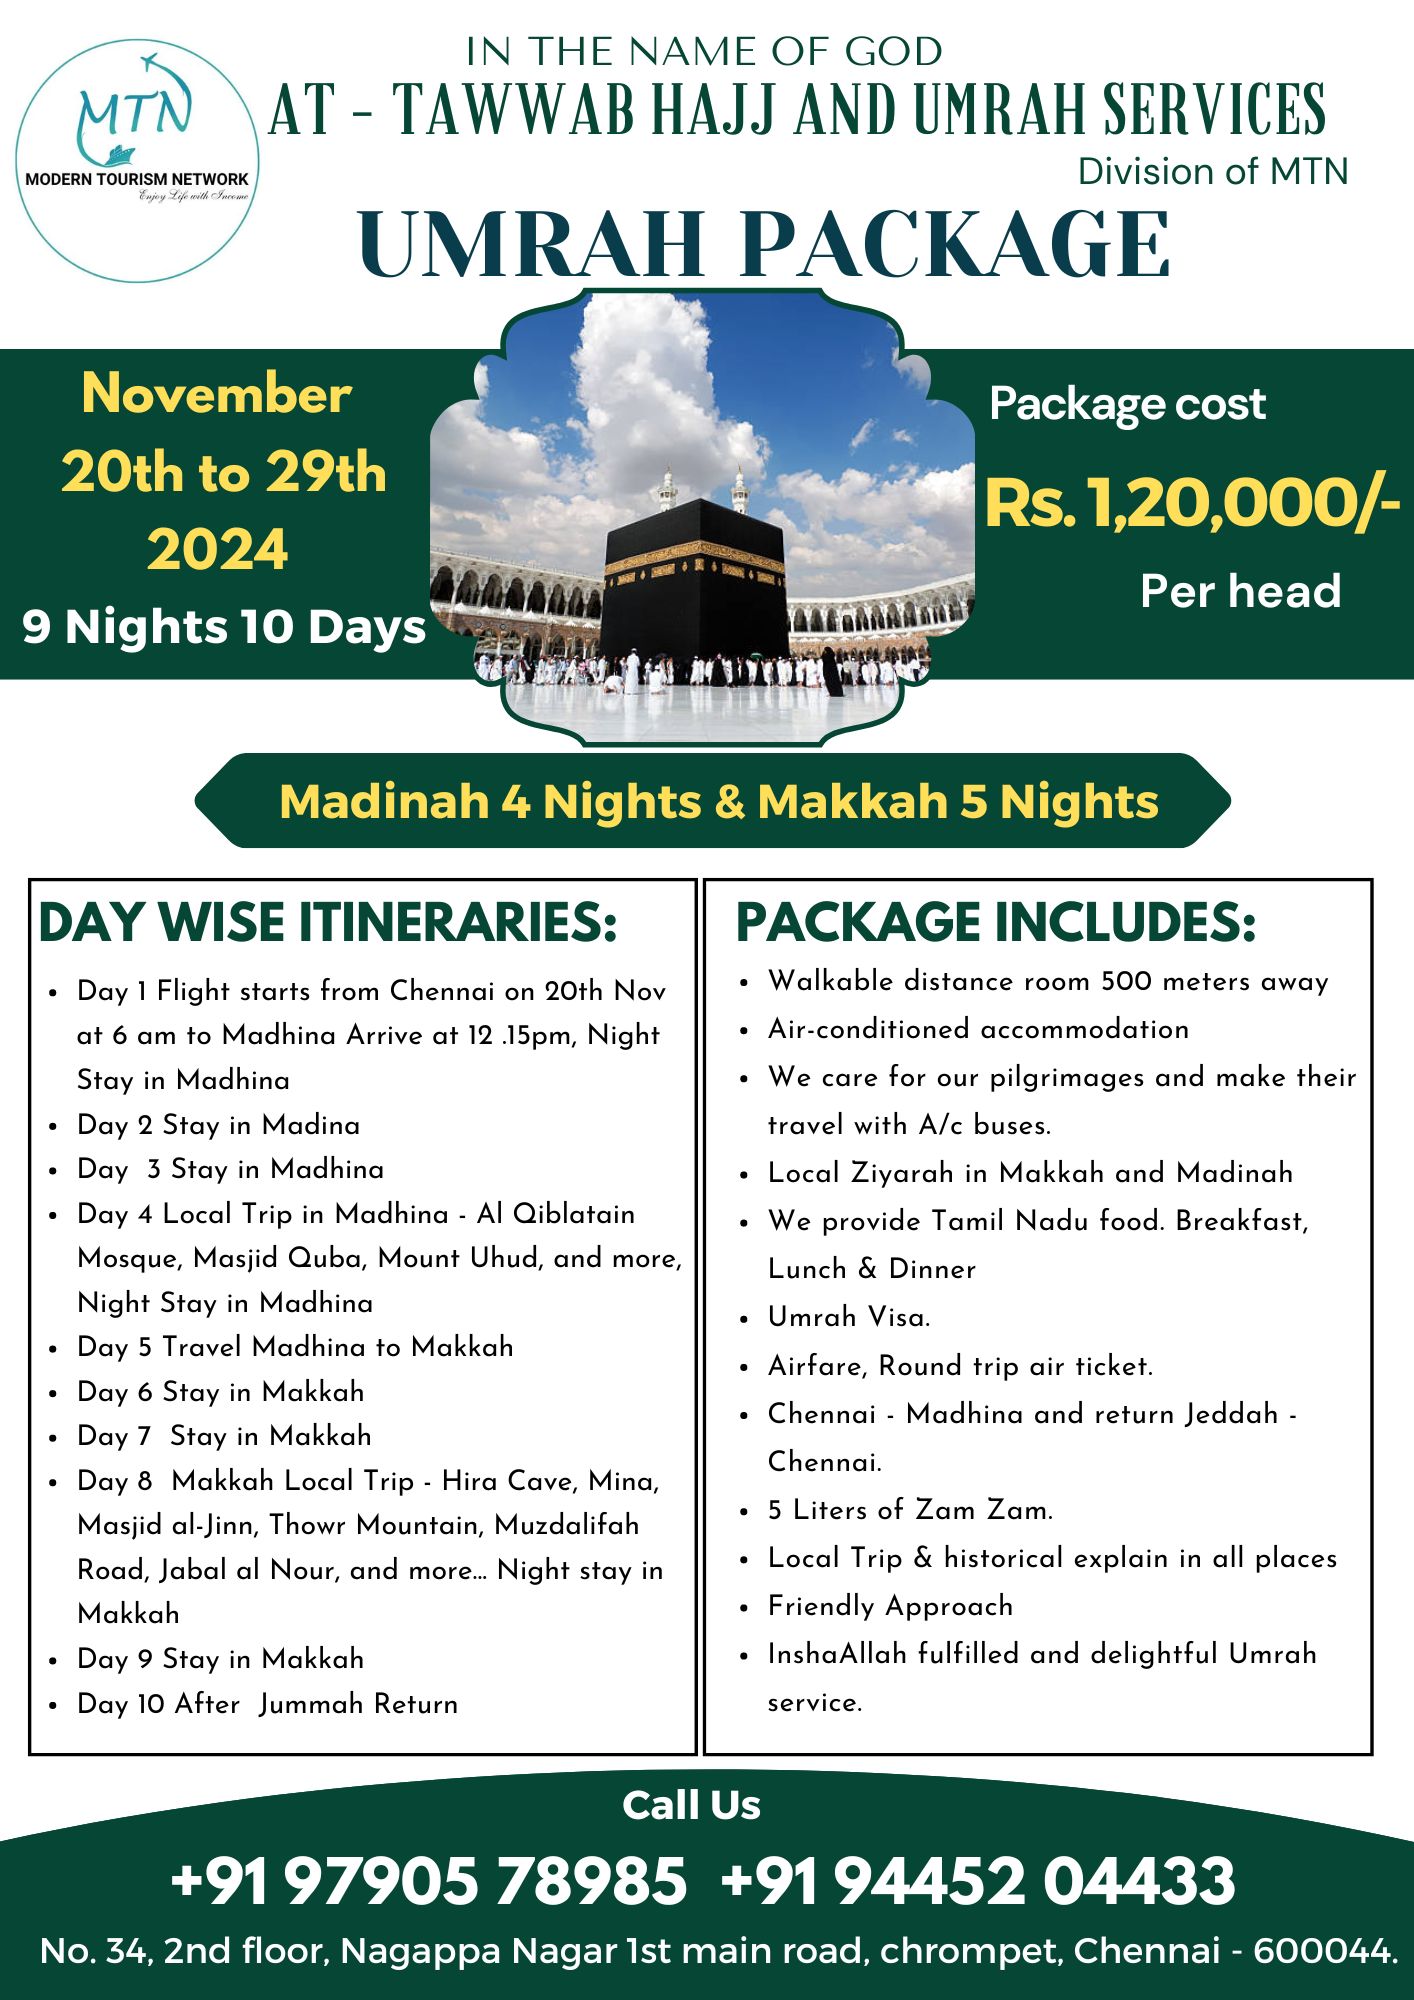 IN THE NAME OF GOD
AT - TAWWAB HAJJ AND UMRAH SERVICES
Division of MTN
MTN
MODERN TOURISM NETWORK
Enjoy Life with Income
UMRAH PACKAGE
November
20th to 29th
2024
9 Nights 10 Days
Package cost
Rs. 1,20,000/-
Per head
Madinah 4 Nights & Makkah 5 Nights
DAY WISE ITINERARIES:
• Day 1 Flight starts from Chennai on 20th Nov
at 6 am to Madhina Arrive at 12 .15pm, Night
Stay in Madhina
• Day 2 Stay in Madina
• Day  3 Stay in Madhina
• Day 4 Local Trip in Madhina - Al Qiblatain
Mosque, Masjid Quba, Mount Uhud, and more,
Night Stay in Madhina
• Day 5 Travel Madhina to Makkah
• Day 6 Stay in Makkah
• Day 7  Stay in Makkah
• Day 8  Makkah Local Trip - Hira Cave, Mina,
Masjid al-Jinn, Thowr Mountain, Muzdalifah
Road, Jabal al Nour, and more... Night stay in
Makkah
• Day 9 Stay in Makkah
• Day 10 After  Jummah Return
PACKAGE INCLUDES:
• Walkable distance room 500 meters away
• Air-conditioned accommodation
• We care for our pilgrimages and make their
travel with A/c buses.
• Local Ziyarah in Makkah and Madinah
• We provide Tamil Nadu food. Breakfast,
Lunch & Dinner
• Umrah Visa.
• Airfare, Round trip air ticket.
• Chennai - Madhina and return Jeddah -
Chennai.
• 5 Liters of Zam Zam.
• Local Trip & historical explain in all places
• Friendly Approach
• InshaAllah fulfilled and delightful Umrah
service.
Call Us
+91 97905 78985  +91 94452 04433
No. 34, 2nd floor, Nagappa Nagar 1st main road, chrompet, Chennai - 600044.